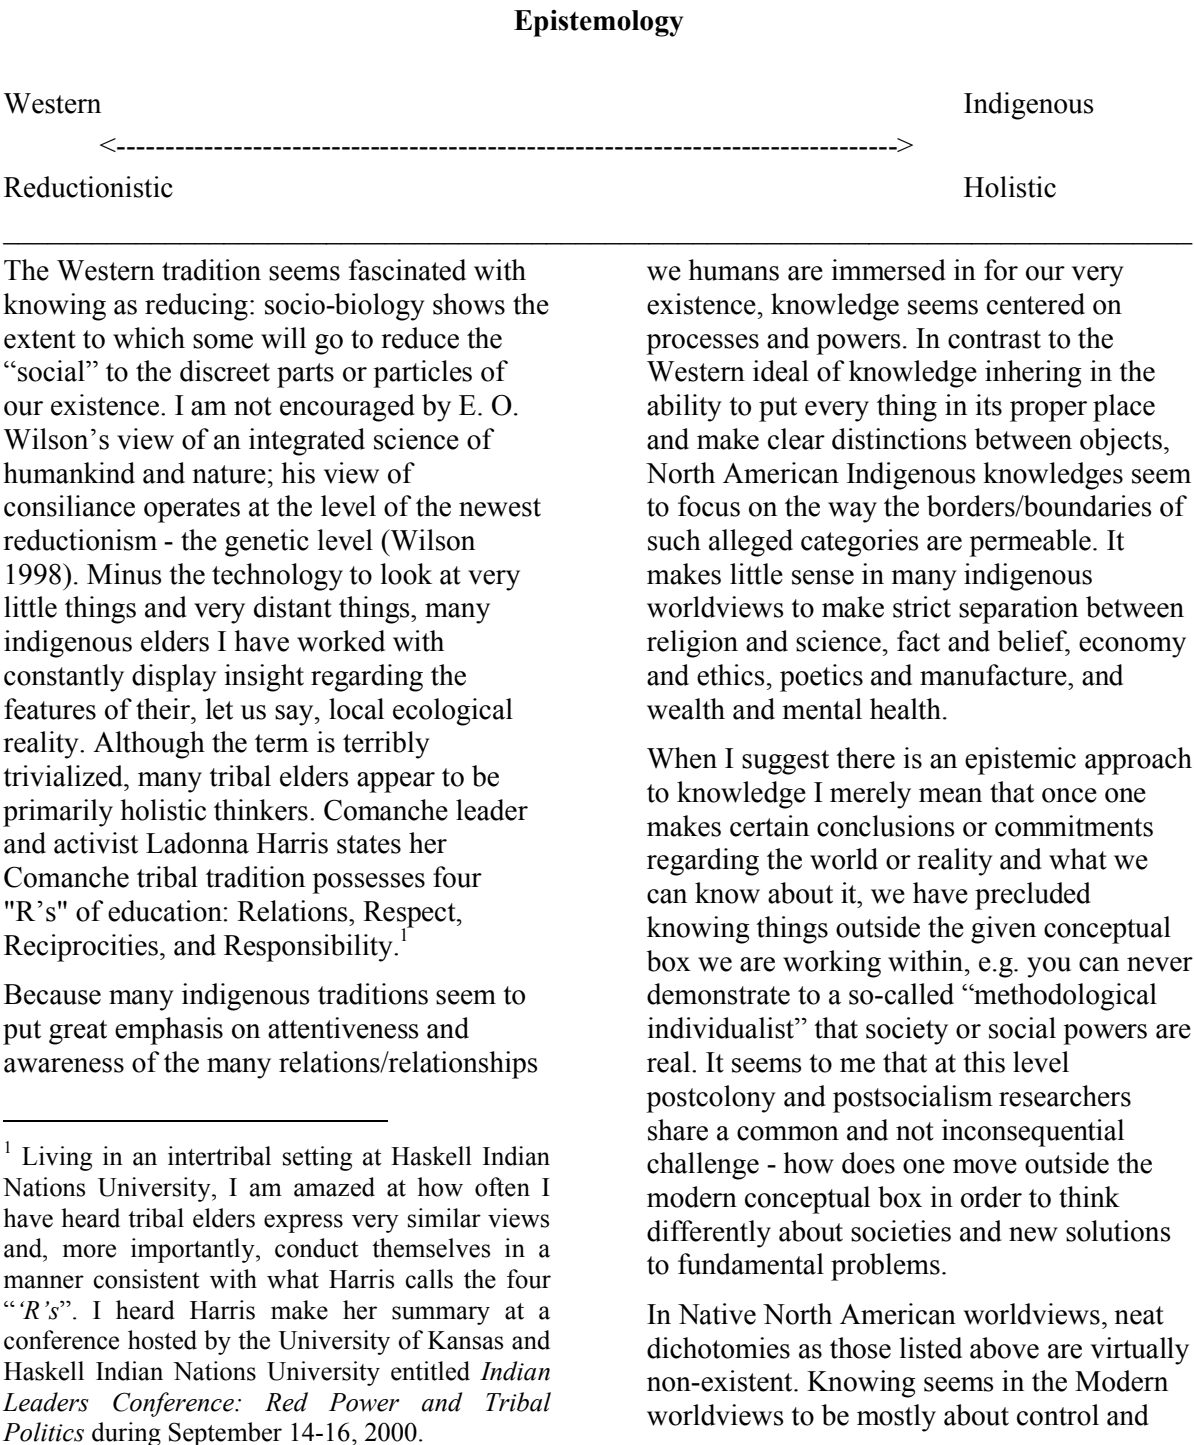 Epistemology
Western Indigenous
<-------------------------------------------------------------------------------->
Reductionistic Holistic
The Western tradition seems fascinated with
knowing as reducing: socio-biology shows the
extent to which some will go to reduce the
“social” to the discreet parts or particles of
our existence. I am not encouraged by E. O.
Wilson’s view of an integrated science of
humankind and nature; his view of
consiliance operates at the level of the newest
reductionism - the genetic level (Wilson
1998). Minus the technology to look at very
little things and very distant things, many
indigenous elders I have worked with
constantly display insight regarding the
features of their, let us say, local ecological
reality. Although the term is terribly
trivialized, many tribal elders appear to be
primarily holistic thinkers. Comanche leader
and activist Ladonna Harris states her
Comanche tribal tradition possesses four
"R’s" of education: Relations, Respect,
Reciprocities, and Responsibility.1
Because many indigenous traditions seem to
put great emphasis on attentiveness and
awareness of the many relations/relationships
1 Living in an intertribal setting at Haskell Indian
Nations University, I am amazed at how often I
have heard tribal elders express very similar views
and, more importantly, conduct themselves in a
manner consistent with what Harris calls the four
“‘R’s”. I heard Harris make her summary at a
conference hosted by the University of Kansas and
Haskell Indian Nations University entitled Indian
Leaders Conference: Red Power and Tribal
Politics during September 14-16, 2000.
we humans are immersed in for our very
existence, knowledge seems centered on
processes and powers. In contrast to the
Western ideal of knowledge inhering in the
ability to put every thing in its proper place
and make clear distinctions between objects,
North American Indigenous knowledges seem
to focus on the way the borders/boundaries of
such alleged categories are permeable. It
makes little sense in many indigenous
worldviews to make strict separation between
religion and science, fact and belief, economy
and ethics, poetics and manufacture, and
wealth and mental health.
When I suggest there is an epistemic approach
to knowledge I merely mean that once one
makes certain conclusions or commitments
regarding the world or reality and what we
can know about it, we have precluded
knowing things outside the given conceptual
box we are working within, e.g. you can never
demonstrate to a so-called “methodological
individualist” that society or social powers are
real. It seems to me that at this level
postcolony and postsocialism researchers
share a common and not inconsequential
challenge - how does one move outside the
modern conceptual box in order to think
differently about societies and new solutions
to fundamental problems.
In Native North American worldviews, neat
dichotomies as those listed above are virtually
non-existent. Knowing seems in the Modern
worldviews to be mostly about control and